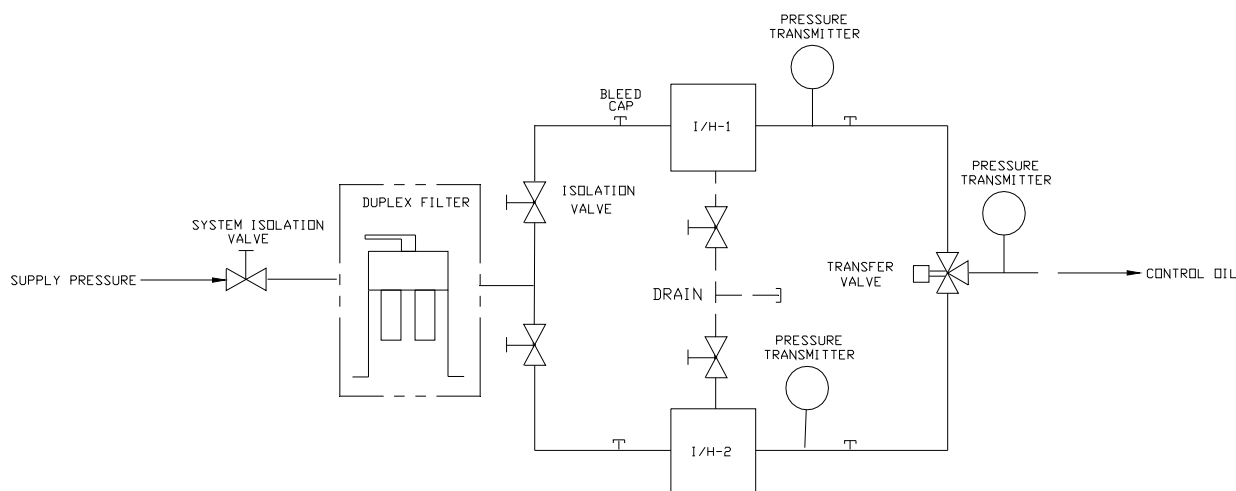 PRESSURE
TRANSMITTER
BLEED
CAP
I/H-1
PRESSURE
TRANSMITTER
ISOLATION
VALVE
DUPLEX FILTER
SYSTEM ISOLATION
VALVE
SUPPLY PRESSURE
TRANSFER
VALVE
CONTROL OIL
DRAIN
PRESSURE
TRANSMITTER
I/H-2